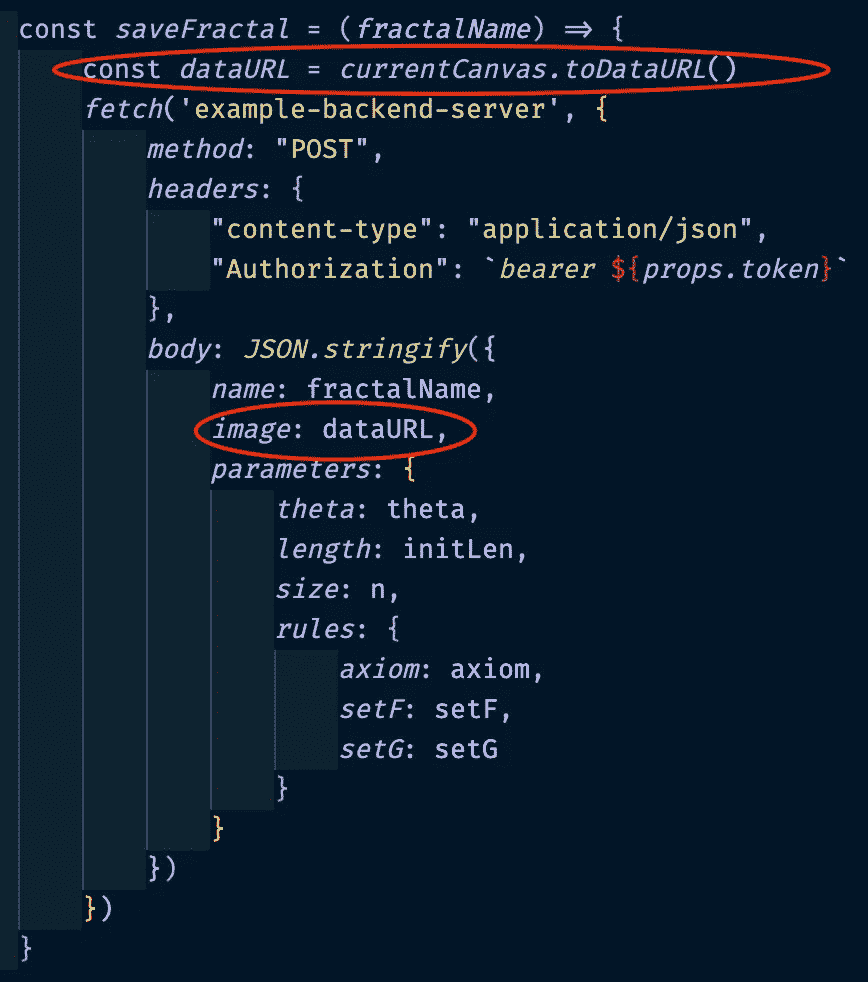 const saveFractal = (fractalName) => {
const dataURL = currentCanvas.toDataURL()
fetch('example-backend-server', {
method: "POST",
headers: {
"content-type": "application/json",
"Authorization": `bearer ${props.token}`
},
body: JSON.stringify({
name: fractalName,
image: dataURL,
parameters: {
theta: theta,
length: initLen,
size: n,
rules: {
axiom: axiom,
setF: setF,
setG: setG
}
}
})
})
}